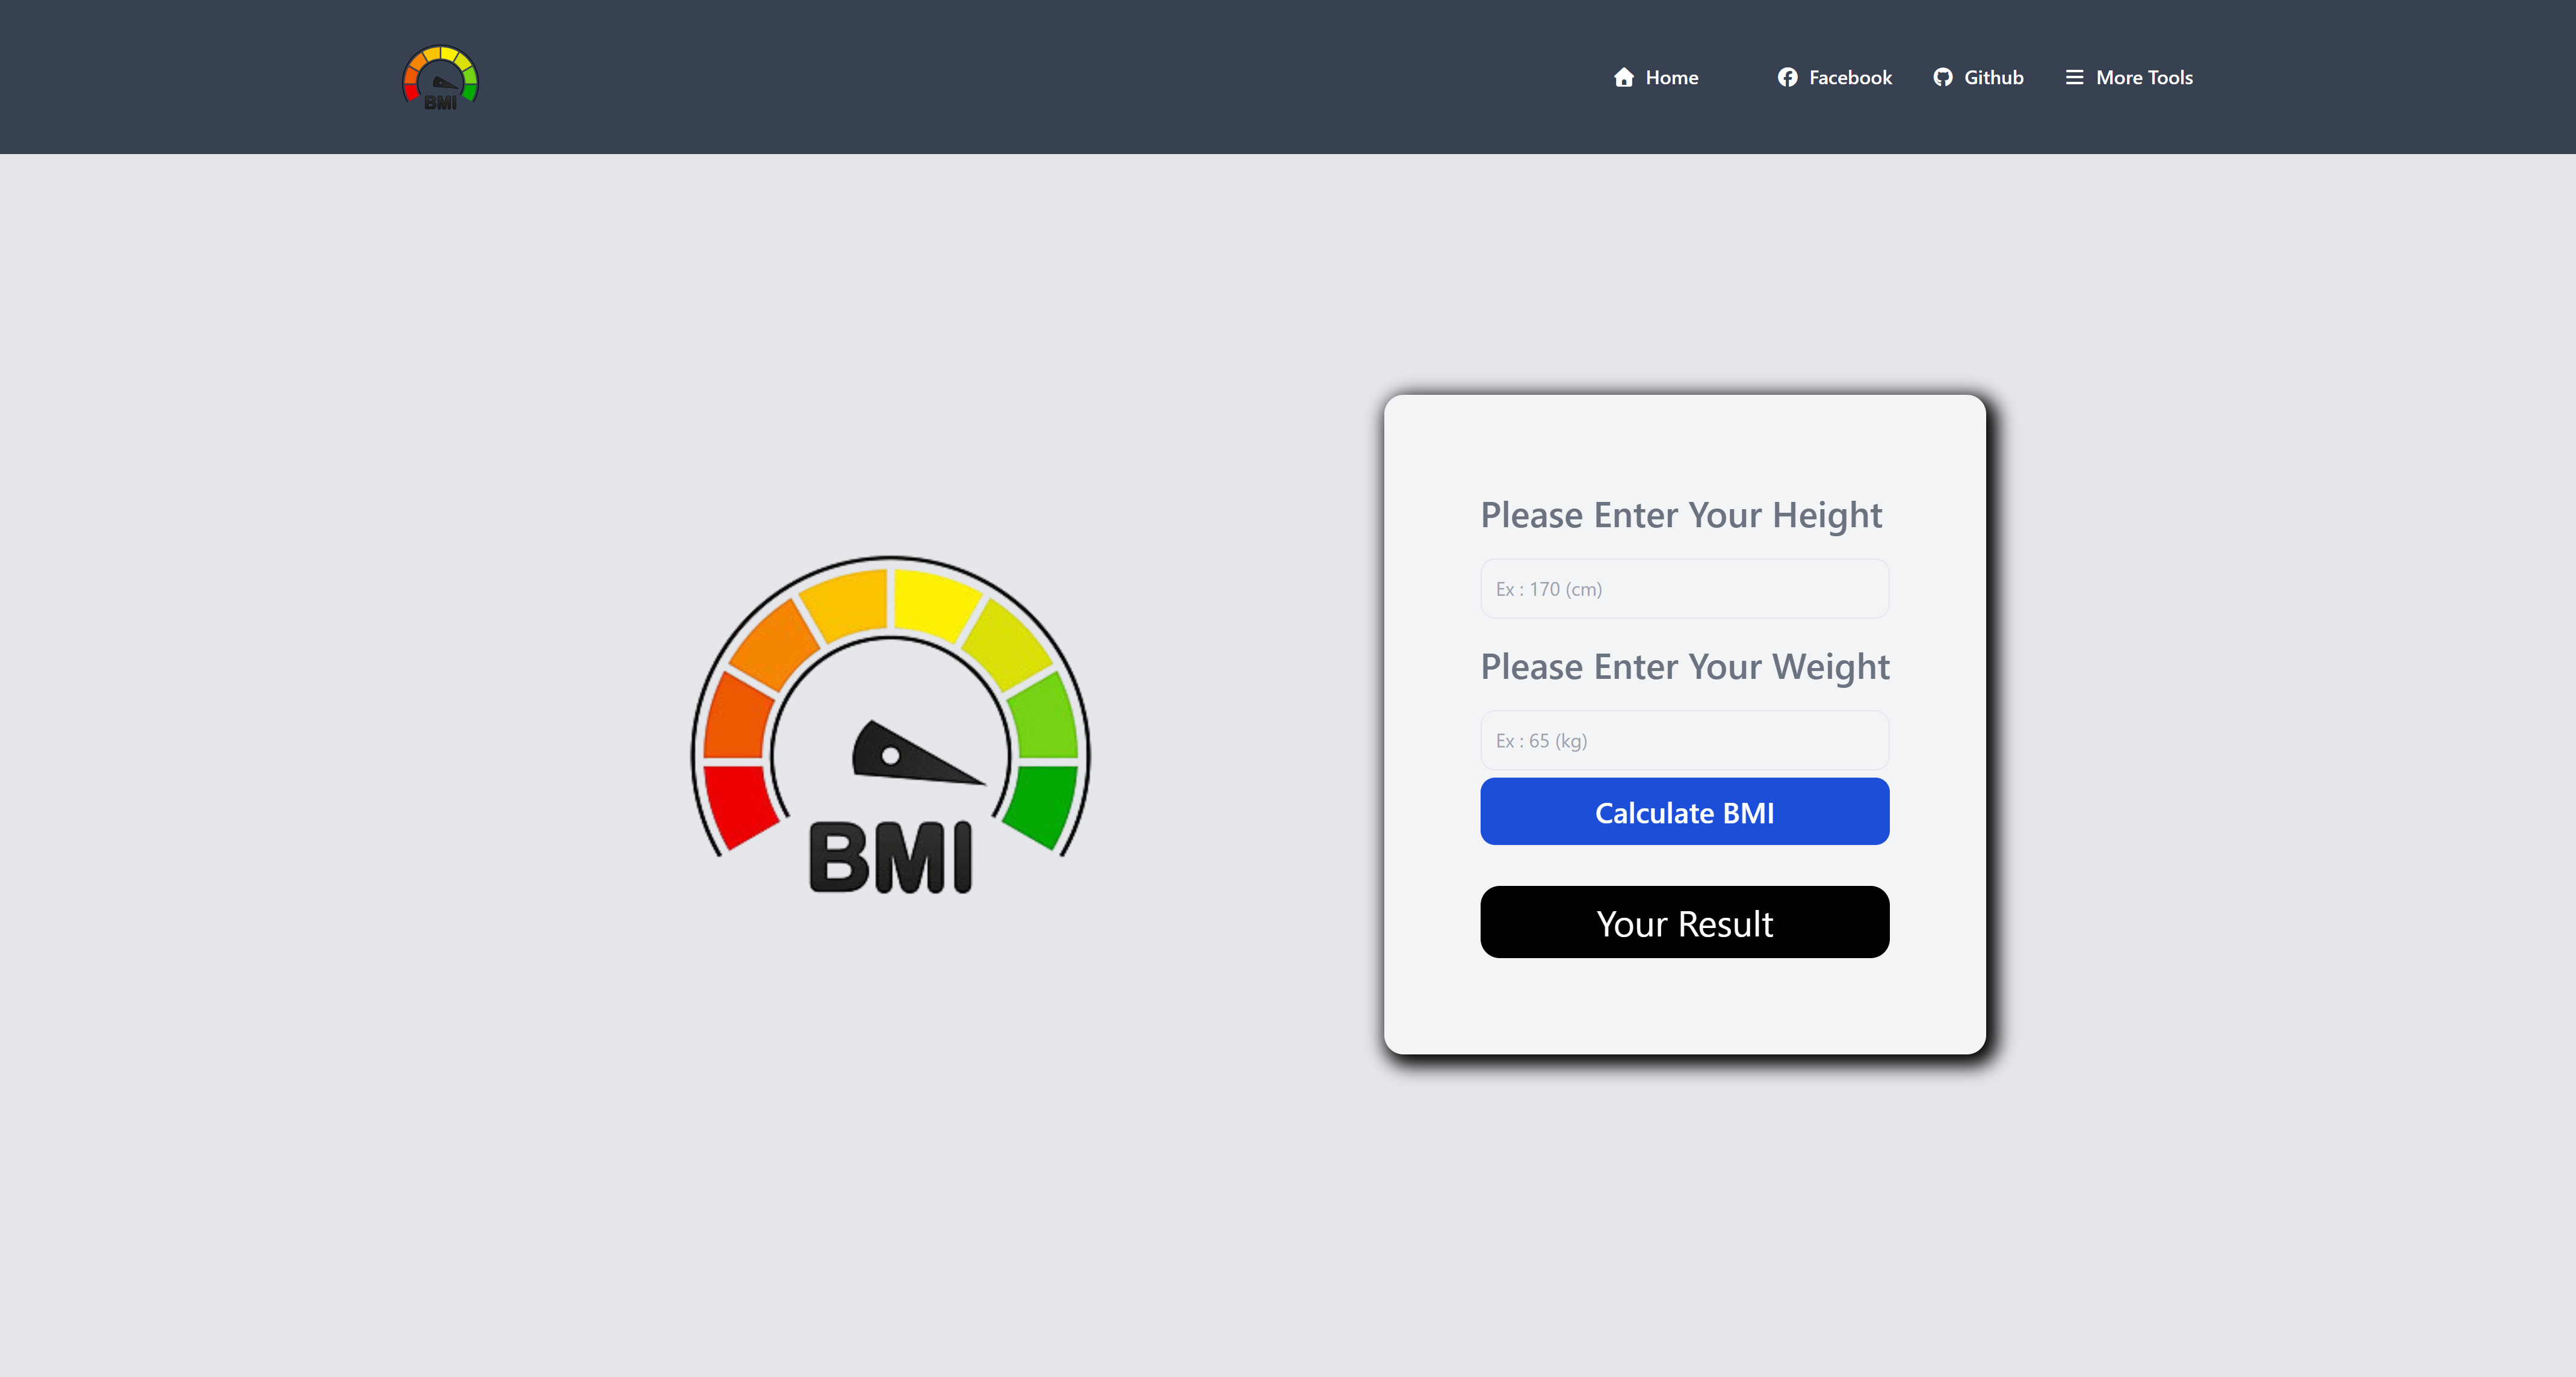 BMI
Home
Facebook
Github
More Tools
BMI
Please Enter Your Height
Ex : 170 (cm)
Please Enter Your Weight
Ex : 65 (kg)
Calculate BMI
Your Result